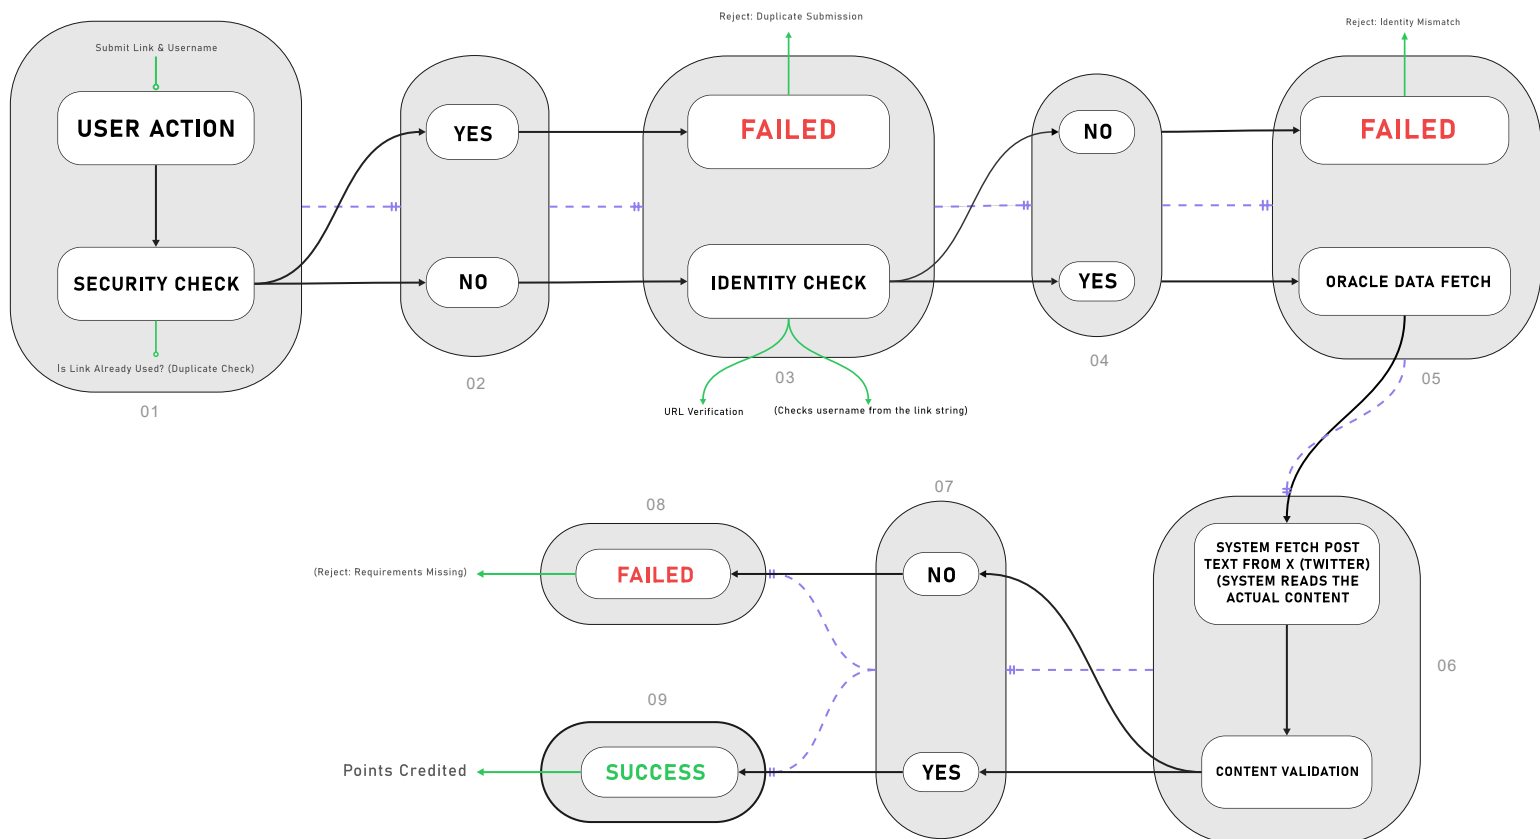 Submit Link & Username
USER ACTION
SECURITY CHECK
Is Link Already Used? (Duplicate Check)
01
YES
NO
02
Reject: Duplicate Submission
FAILED
IDENTITY CHECK
03
URL Verification
(Checks username from the link string)
NO
YES
04
Reject: Identity Mismatch
FAILED
ORACLE DATA FETCH
05
SYSTEM FETCH POST
TEXT FROM X (TWITTER)
(SYSTEM READS THE
ACTUAL CONTENT
CONTENT VALIDATION
06
07
NO
YES
08
FAILED
(Reject: Requirements Missing)
09
SUCCESS
Points Credited